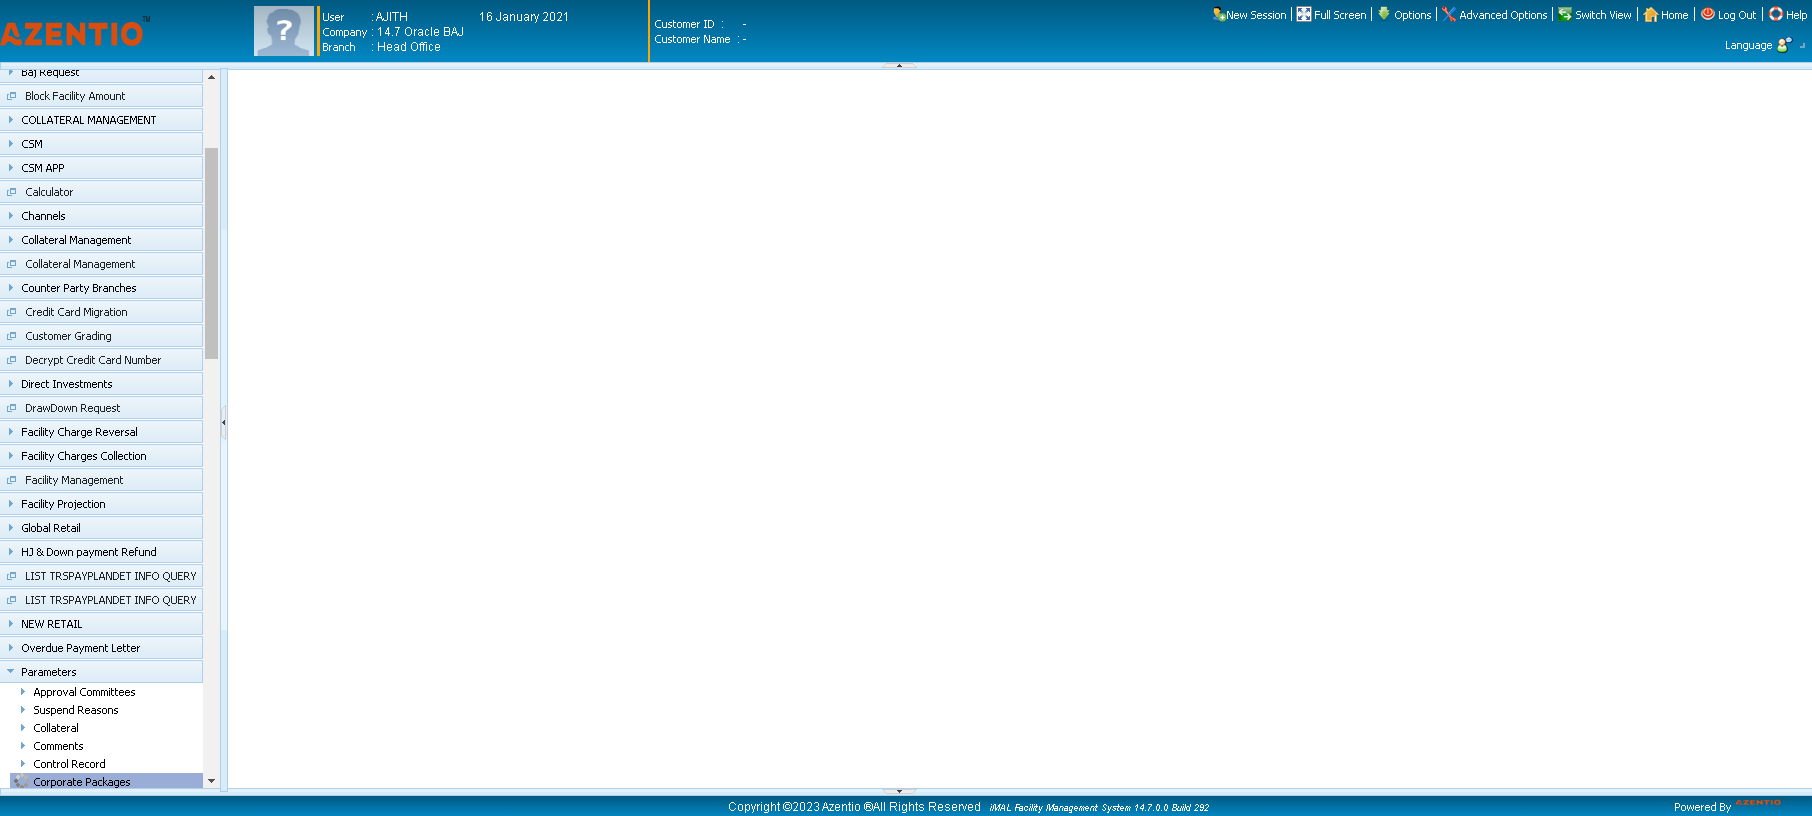 AZENTIO™
User : AJITH 16 January 2021
Company : 14.7 Oracle BAJ
Branch : Head Office
Customer ID : -
Customer Name : -
New Session Full Screen Options Advanced Options Switch View Home Log Out Help
Language
Baj Request
Block Facility Amount
COLLATERAL MANAGEMENT
CSM
CSM APP
Calculator
Channels
Collateral Management
Collateral Management
Counter Party Branches
Credit Card Migration
Customer Grading
Decrypt Credit Card Number
Direct Investments
DrawDown Request
Facility Charge Reversal
Facility Charges Collection
Facility Management
Facility Projection
Global Retail
HJ & Down payment Refund
LIST TRSPAYPLANDET INFO QUERY
LIST TRSPAYPLANDET INFO QUERY
NEW RETAIL
Overdue Payment Letter
Parameters
Approval Committees
Suspend Reasons
Collateral
Comments
Control Record
Corporate Packages
Copyright ©2023 Azentio ®All Rights Reserved iMAL Facility Management System 14.7.0.0 Build 292
Powered By AZENTIO